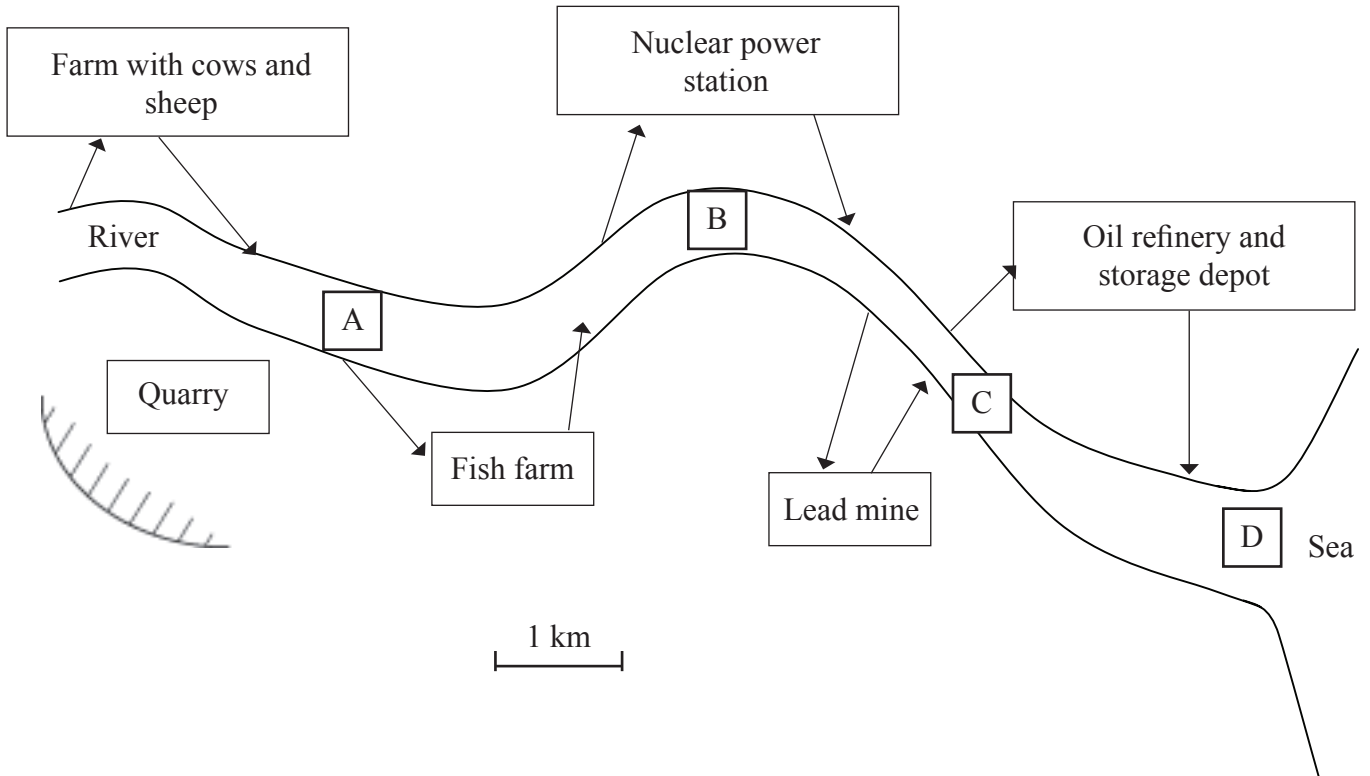 Farm with cows and
sheep
Nuclear power
station
River
B
Oil refinery and
storage depot
A
Quarry
C
Fish farm
Lead mine
D
Sea
1 km